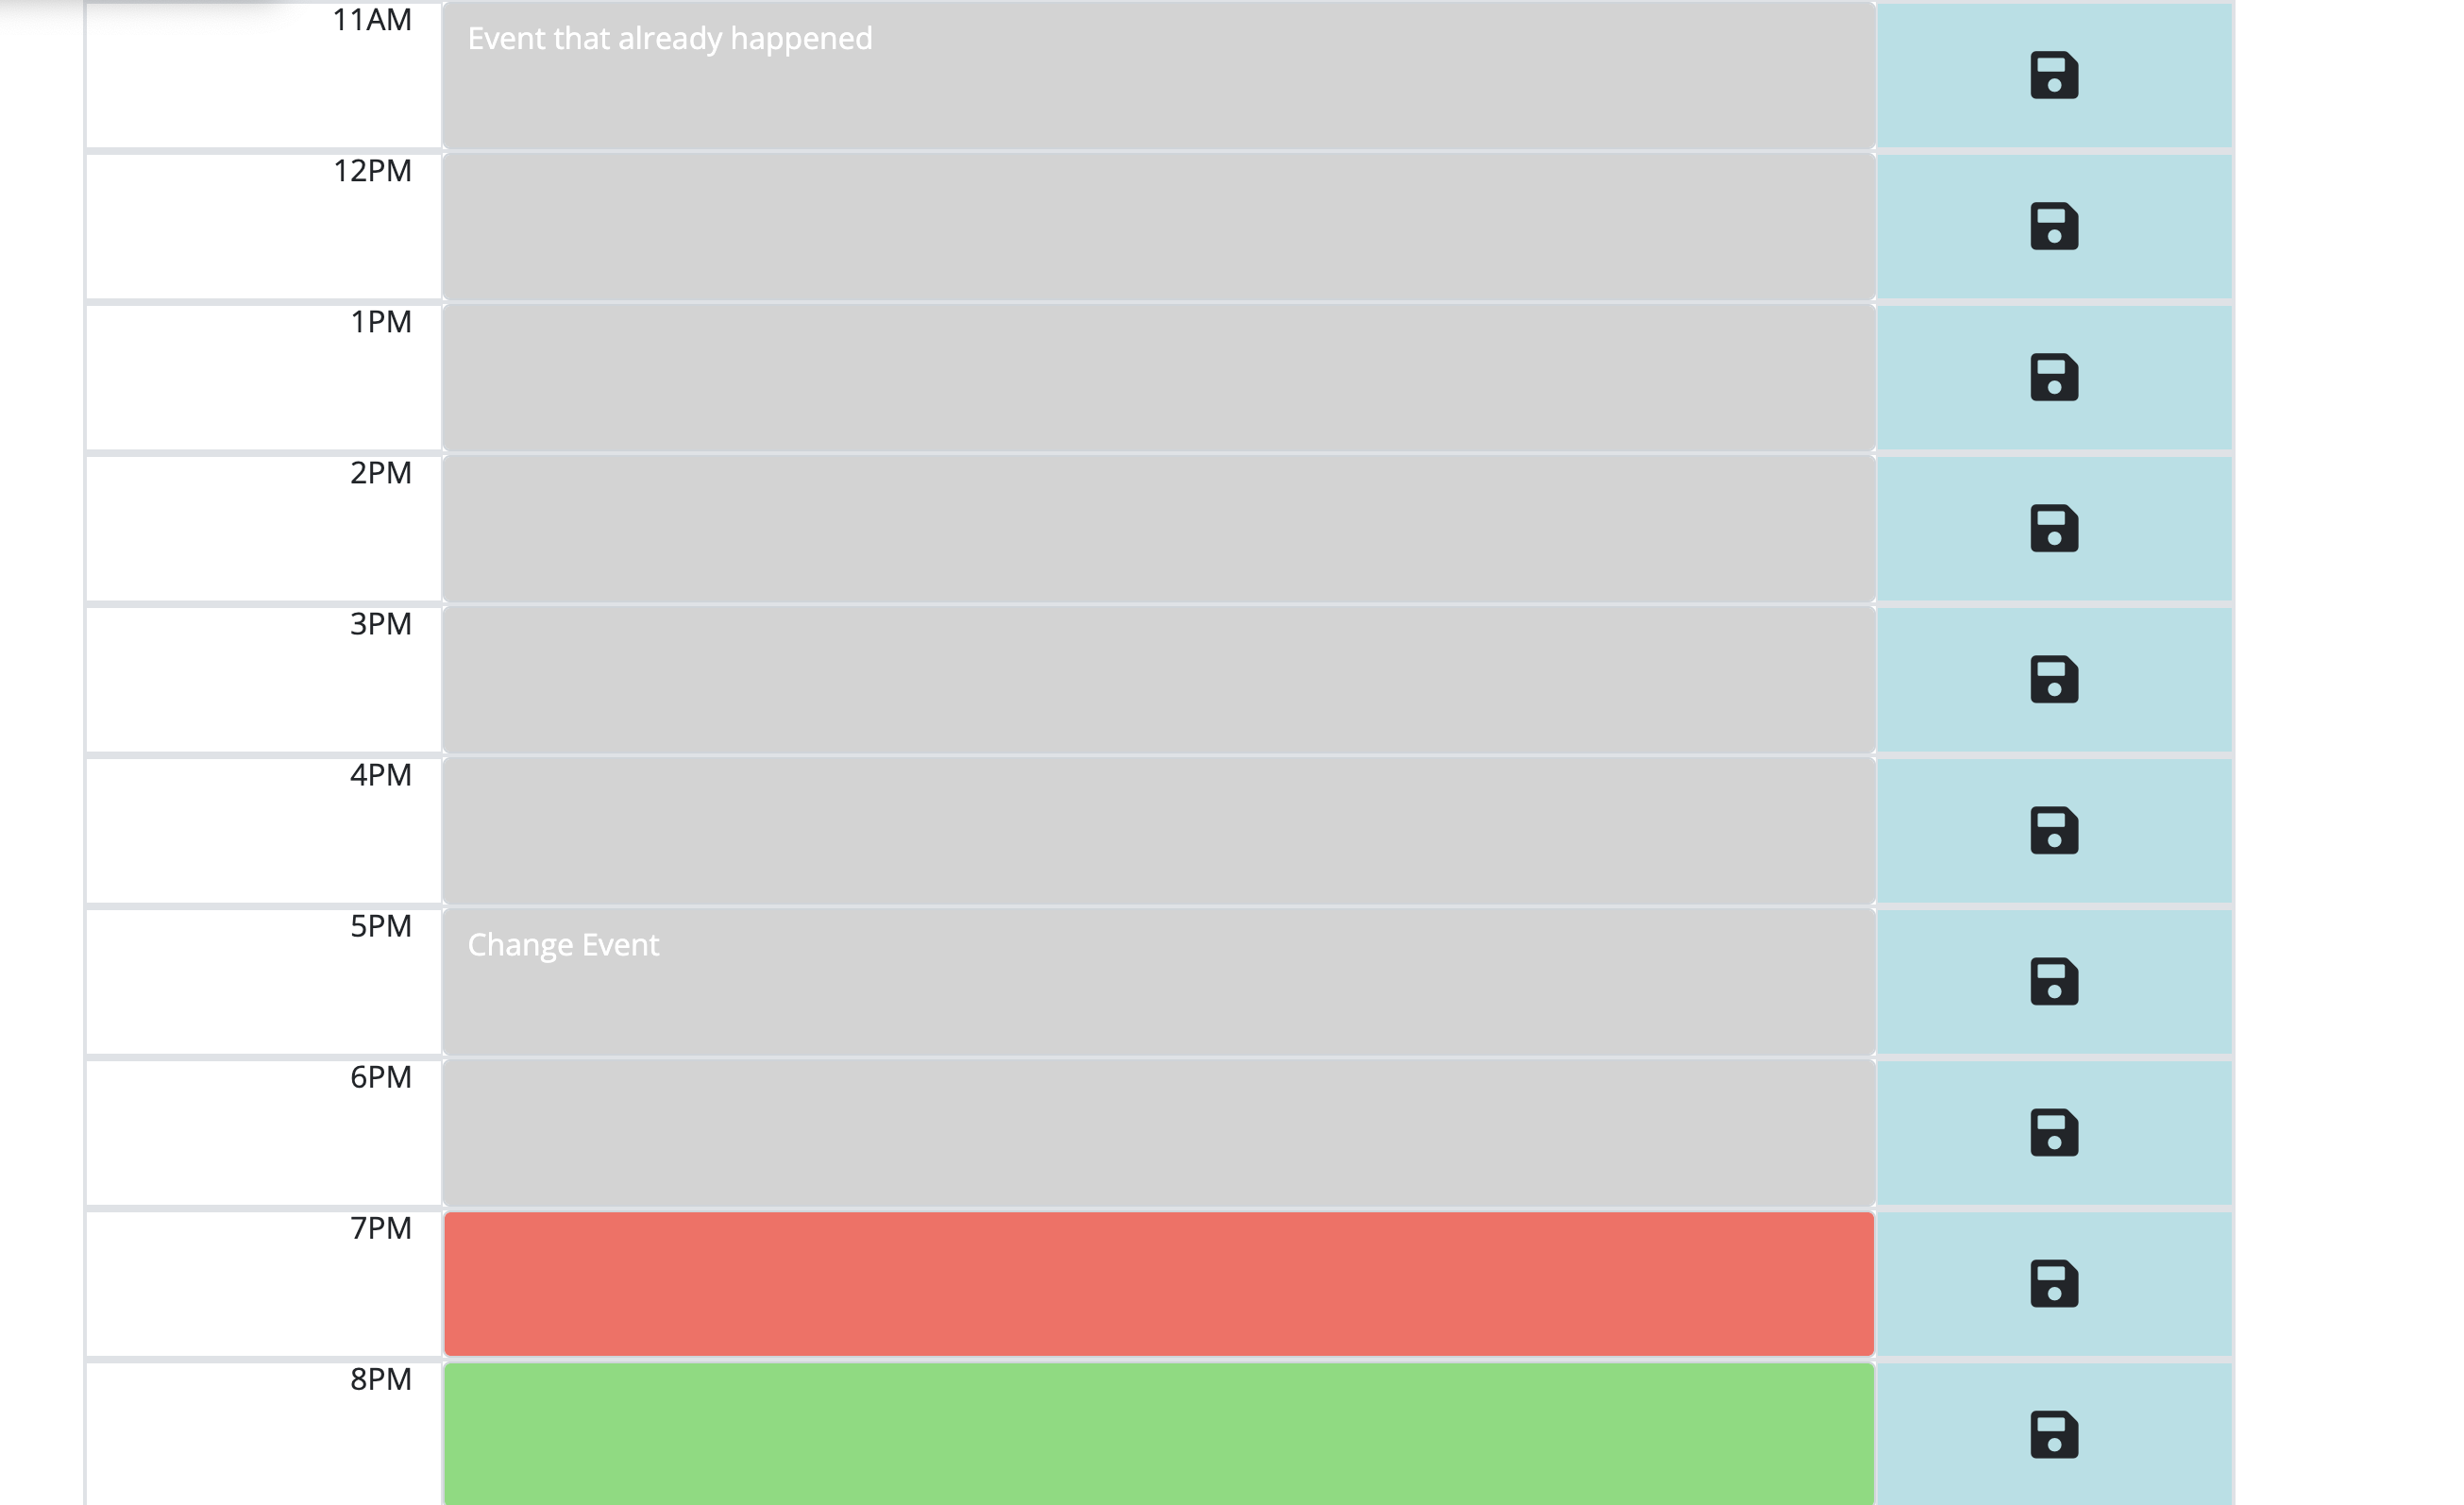 11AM
Event that already happened
12PM
1PM
2PM
3PM
4PM
5PM
Change Event
6PM
7PM
8PM